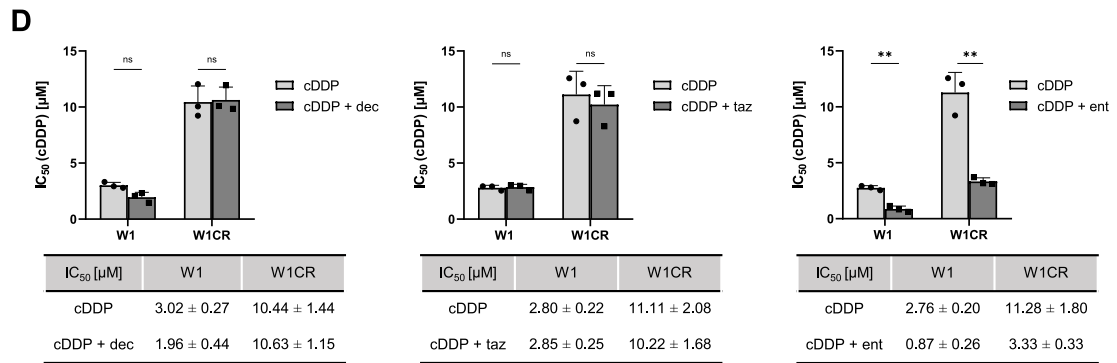 D
IC50 (cDDP) [µM]
15
10
5
0
ns
ns
W1
W1CR
cDDP
cDDP + dec
IC50 [µM] W1 W1CR
cDDP 3.02 ± 0.27 10.44 ± 1.44
cDDP + dec 1.96 ± 0.44 10.63 ± 1.15
IC50 (cDDP) [µM]
15
10
5
0
ns
ns
W1
W1CR
cDDP
cDDP + taz
IC50 [µM] W1 W1CR
cDDP 2.80 ± 0.22 11.11 ± 2.08
cDDP + taz 2.85 ± 0.25 10.22 ± 1.68
IC50 (cDDP) [µM]
15
10
5
0
**
**
W1
W1CR
cDDP
cDDP + ent
IC50 [µM] W1 W1CR
cDDP 2.76 ± 0.20 11.28 ± 1.80
cDDP + ent 0.87 ± 0.26 3.33 ± 0.33